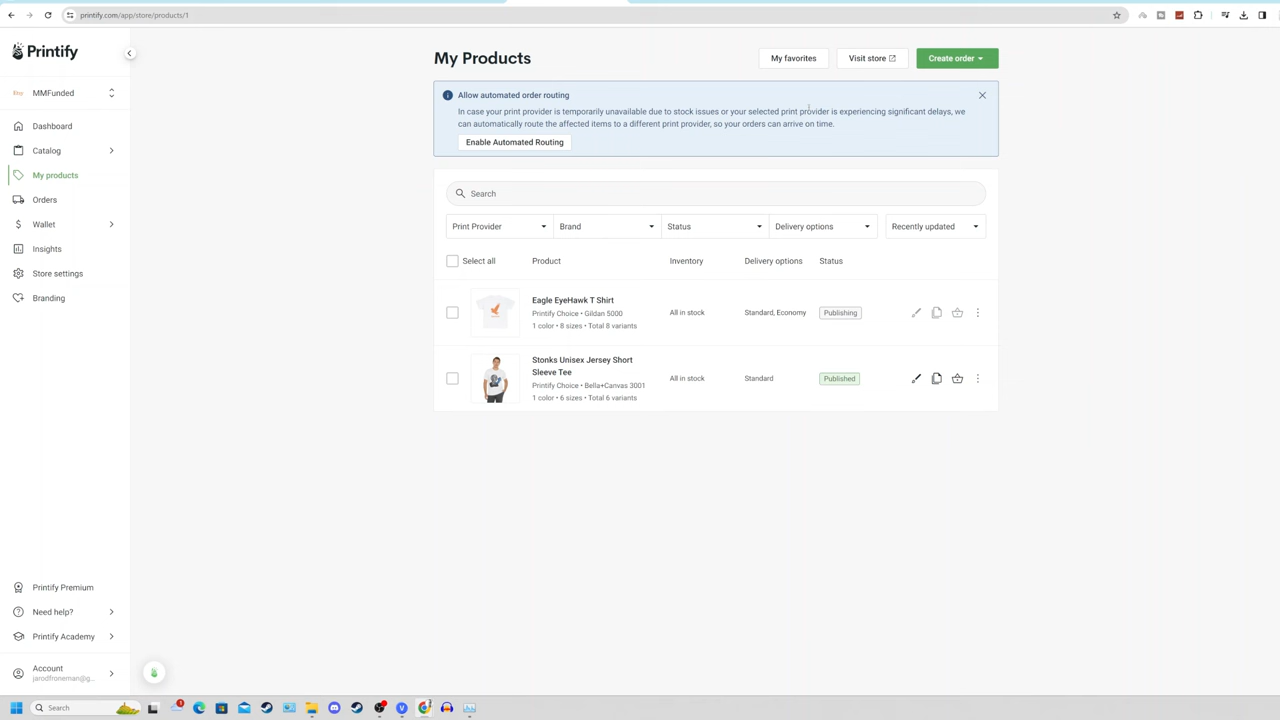 printify.com/app/store/products/1
Printify
MMFunded
Dashboard
Catalog
My products
Orders
Wallet
Insights
Store settings
Branding
Printify Premium
Need help?
Printify Academy
Account
jarodfroneman@g...
My Products
My favorites
Visit store
Create order
Allow automated order routing
In case your print provider is temporarily unavailable due to stock issues or your selected print provider is experiencing significant delays, we
can automatically route the affected items to a different print provider, so your orders can arrive on time.
Enable Automated Routing
Search
Print Provider Brand Status Delivery options Recently updated
Select all Product Inventory Delivery options Status
Eagle EyeHawk T Shirt
Printify Choice • Gildan 5000
1 color • 8 sizes • Total 8 variants
All in stock
Standard, Economy
Publishing
Stonks Unisex Jersey Short
Sleeve Tee
Printify Choice • Bella+Canvas 3001
1 color • 6 sizes • Total 6 variants
All in stock
Standard
Published
Search